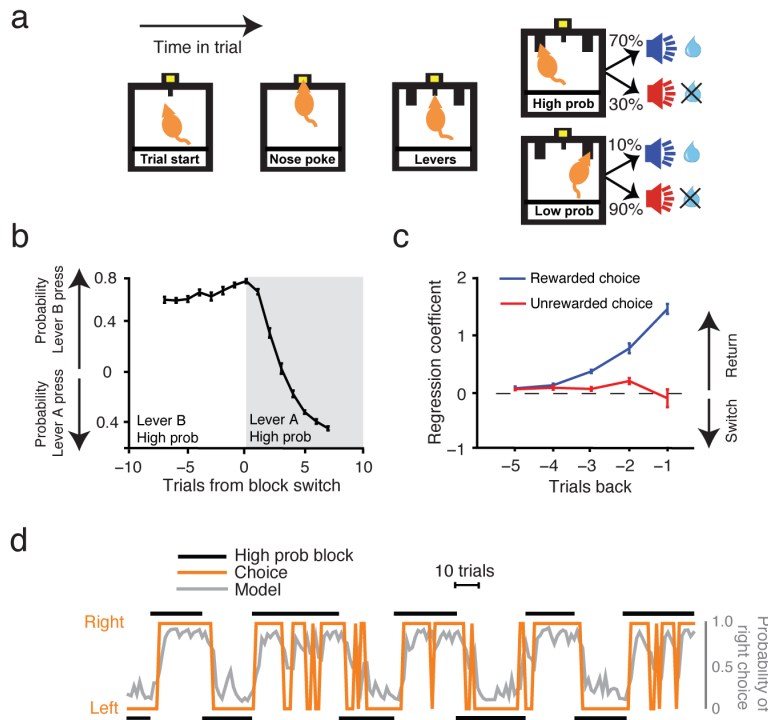 a
Time in trial
Trial start
Nose poke
Levers
70%
30%
High prob
10%
90%
Low prob
b
Probability
Lever B press
Probability
Lever A press
0.8
0.4
0
0.4
Lever B
High prob
Lever A
High prob
−10
−5
0
5
10
Trials from block switch
c
Regression coefficent
2
1
0
−1
Rewarded choice
Unrewarded choice
Return
Switch
−5
−4
−3
−2
−1
Trials back
d
High prob block
Choice
Model
10 trials
Right
Left
1.0
0.5
0
Probability of
right choice